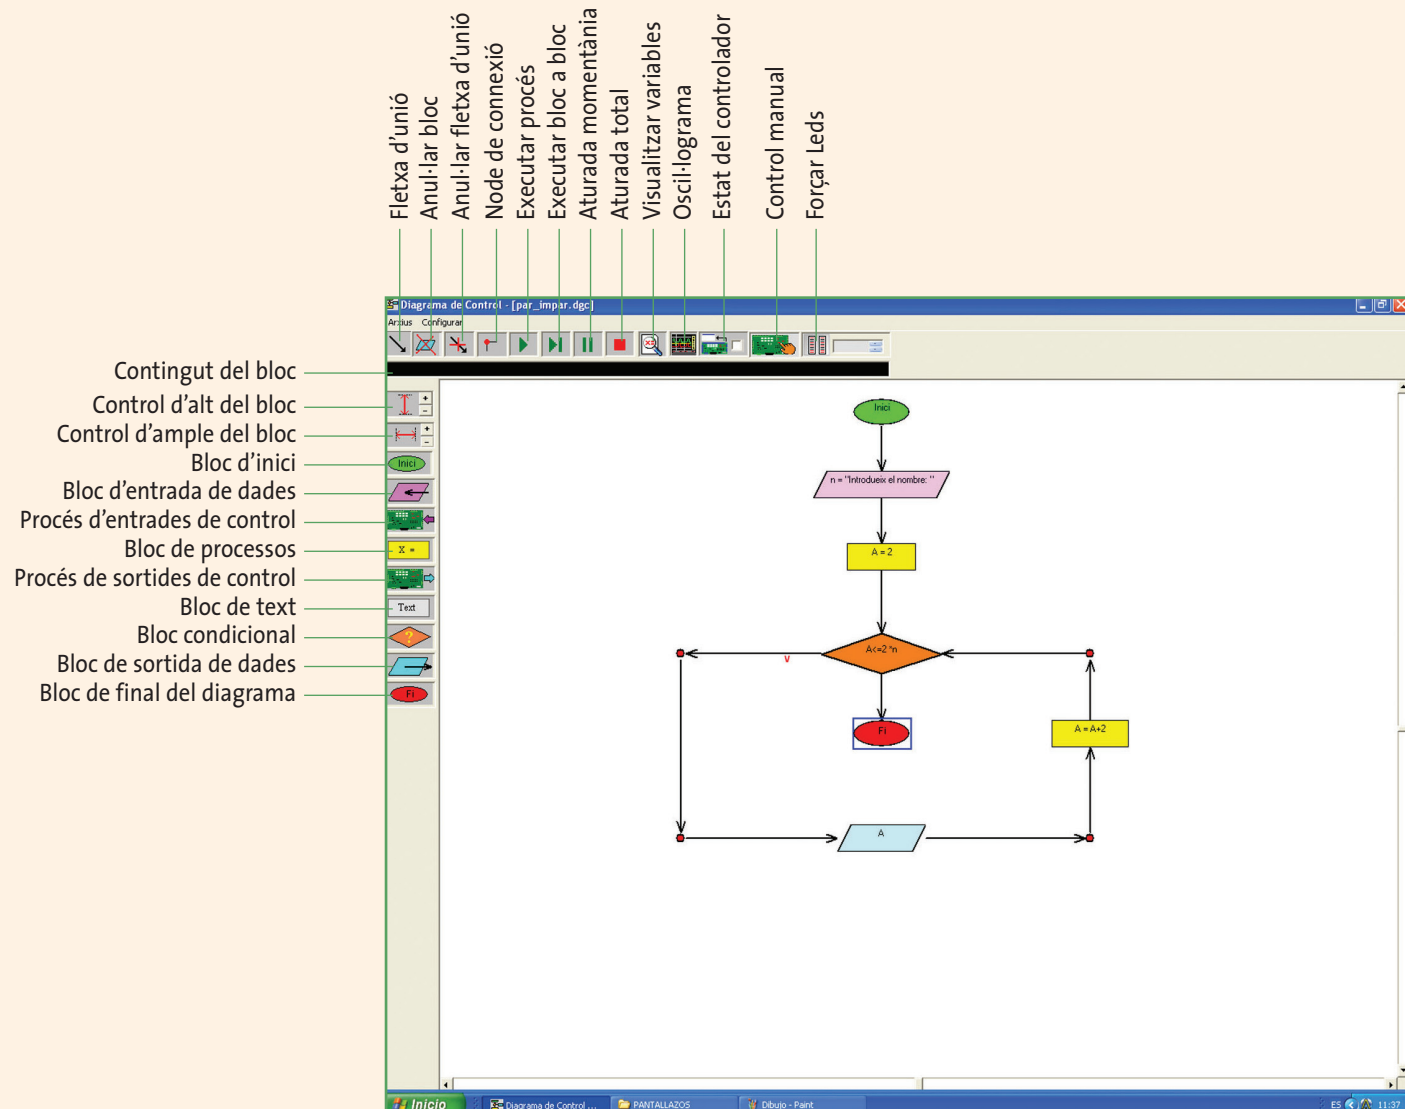 Fletxa d'unió
Anul·lar bloc
Anul·lar fletxa d'unió
Node de connexió
Executar procés
Executar bloc a bloc
Aturada momentània
Aturada total
Visualitzar variables
Oscil·lograma
Estat del controlador
Control manual
Forçar Leds
Diagrama de Control - [par_impar.dgc]
Arxius Configurar
Contingut del bloc
Control d'alt del bloc
Control d'ample del bloc
Bloc d'inici
Bloc d'entrada de dades
Procés d'entrades de control
Bloc de processos
Procés de sortides de control
Bloc de text
Bloc condicional
Bloc de sortida de dades
Bloc de final del diagrama
+
-
+
-
Inici
X =
Text
?
Fi
Inici
n = "Introdueix el nombre: "
A = 2
A<=2 *n
v
Fi
A = A+2
A
Inicio
Diagrama de Control ...
PANTALLAZOS
Dibujo - Paint
ES
11:37